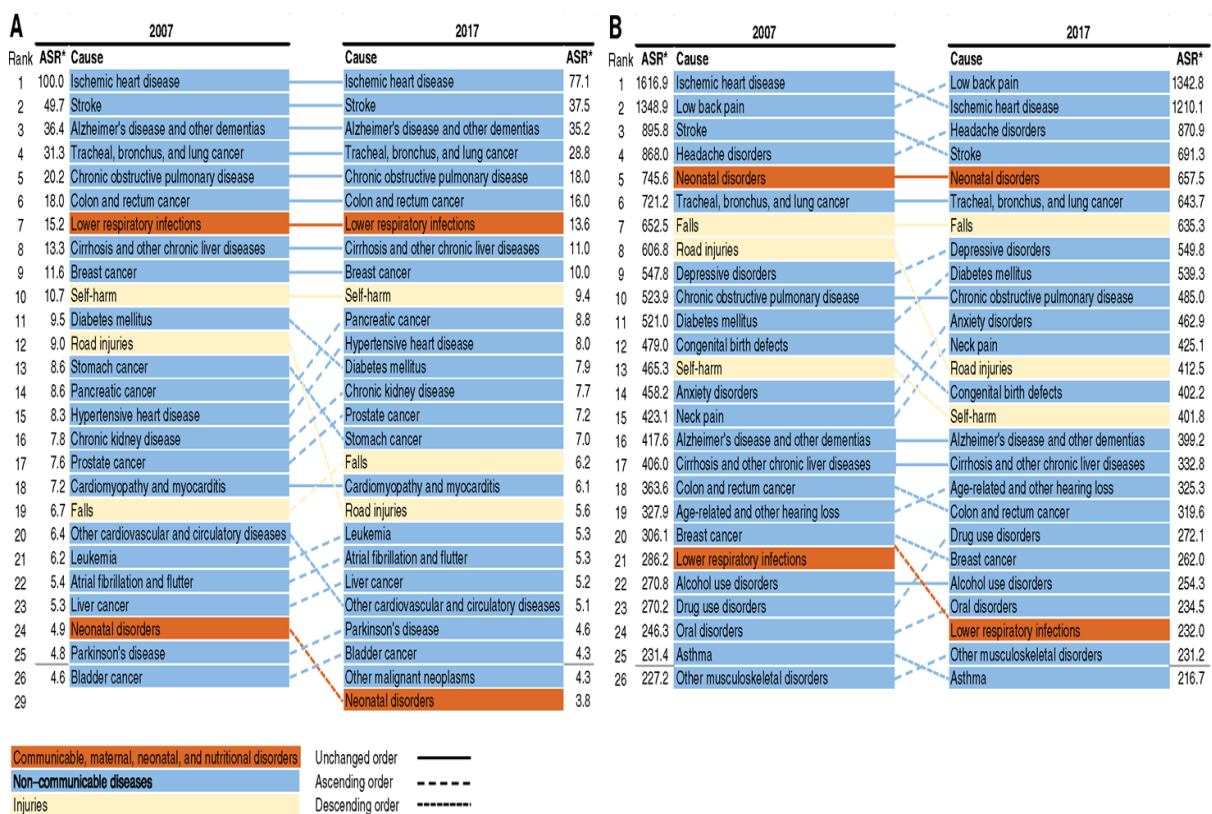 A
2007 2017
Rank ASR* Cause Cause ASR*
1 100.0 Ischemic heart disease Ischemic heart disease 77.1
2 49.7 Stroke Stroke 37.5
3 36.4 Alzheimer's disease and other dementias Alzheimer's disease and other dementias 35.2
4 31.3 Tracheal, bronchus, and lung cancer Tracheal, bronchus, and lung cancer 28.8
5 20.2 Chronic obstructive pulmonary disease Chronic obstructive pulmonary disease 18.0
6 18.0 Colon and rectum cancer Colon and rectum cancer 16.0
7 15.2 Lower respiratory infections Lower respiratory infections 13.6
8 13.3 Cirrhosis and other chronic liver diseases Cirrhosis and other chronic liver diseases 11.0
9 11.6 Breast cancer Breast cancer 10.0
10 10.7 Self-harm Self-harm 9.4
11 9.5 Diabetes mellitus Pancreatic cancer 8.8
12 9.0 Road injuries Hypertensive heart disease 8.0
13 8.6 Stomach cancer Diabetes mellitus 7.9
14 8.6 Pancreatic cancer Chronic kidney disease 7.7
15 8.3 Hypertensive heart disease Prostate cancer 7.2
16 7.8 Chronic kidney disease Stomach cancer 7.0
17 7.6 Prostate cancer Falls 6.2
18 7.2 Cardiomyopathy and myocarditis Cardiomyopathy and myocarditis 6.1
19 6.7 Falls Road injuries 5.6
20 6.4 Other cardiovascular and circulatory diseases Leukemia 5.3
21 6.2 Leukemia Atrial fibrillation and flutter 5.3
22 5.4 Atrial fibrillation and flutter Liver cancer 5.2
23 5.3 Liver cancer Other cardiovascular and circulatory diseases 5.1
24 4.9 Neonatal disorders Parkinson's disease 4.6
25 4.8 Parkinson's disease Bladder cancer 4.3
26 4.6 Bladder cancer Other malignant neoplasms 4.3
29 Neonatal disorders 3.8
B
2007 2017
Rank ASR* Cause Cause ASR*
1 1616.9 Ischemic heart disease Low back pain 1342.8
2 1348.9 Low back pain Ischemic heart disease 1210.1
3 895.8 Stroke Headache disorders 870.9
4 868.0 Headache disorders Stroke 691.3
5 745.6 Neonatal disorders Neonatal disorders 657.5
6 721.2 Tracheal, bronchus, and lung cancer Tracheal, bronchus, and lung cancer 643.7
7 652.5 Falls Falls 635.3
8 606.8 Road injuries Depressive disorders 549.8
9 547.8 Depressive disorders Diabetes mellitus 539.3
10 523.9 Chronic obstructive pulmonary disease Chronic obstructive pulmonary disease 485.0
11 521.0 Diabetes mellitus Anxiety disorders 462.9
12 479.0 Congenital birth defects Neck pain 425.1
13 465.3 Self-harm Road injuries 412.5
14 458.2 Anxiety disorders Congenital birth defects 402.2
15 423.1 Neck pain Self-harm 401.8
16 417.6 Alzheimer's disease and other dementias Alzheimer's disease and other dementias 399.2
17 406.0 Cirrhosis and other chronic liver diseases Cirrhosis and other chronic liver diseases 332.8
18 363.6 Colon and rectum cancer Age-related and other hearing loss 325.3
19 327.9 Age-related and other hearing loss Colon and rectum cancer 319.6
20 306.1 Breast cancer Drug use disorders 272.1
21 286.2 Lower respiratory infections Breast cancer 262.0
22 270.8 Alcohol use disorders Alcohol use disorders 254.3
23 270.2 Drug use disorders Oral disorders 234.5
24 246.3 Oral disorders Lower respiratory infections 232.0
25 231.4 Asthma Other musculoskeletal disorders 231.2
26 227.2 Other musculoskeletal disorders Asthma 216.7
Communicable, maternal, neonatal, and nutritional disorders Unchanged order
Non-communicable diseases Ascending order
Injuries Descending order